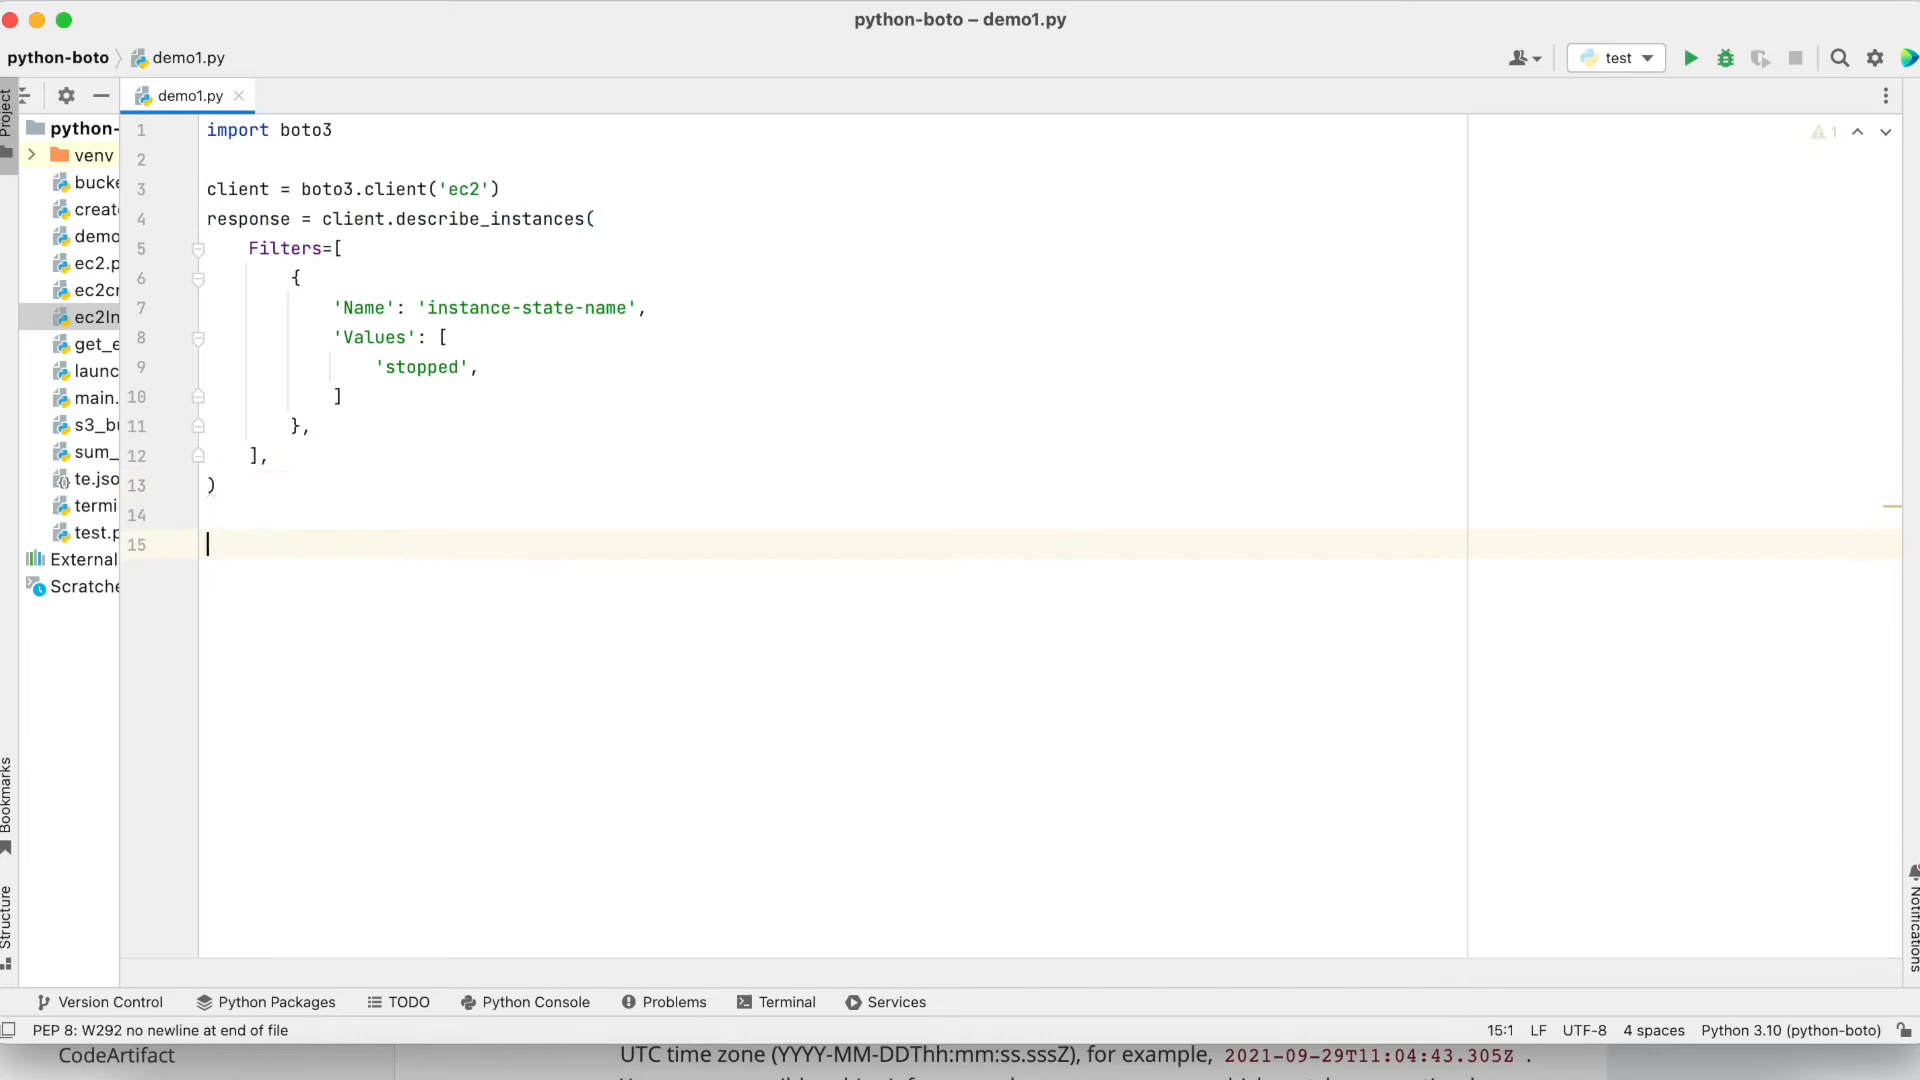 python-boto – demo1.py
python-boto
demo1.py
test
Project
demo1.py
python-
venv
bucke
create
demo
ec2.p
ec2cr
ec2In
get_e
launc
main.
s3_bu
sum_
te.jso
termi
test.p
External
Scratche
1 import boto3
2
3 client = boto3.client('ec2')
4 response = client.describe_instances(
5 Filters=[
6 {
7 'Name': 'instance-state-name',
8 'Values': [
9 'stopped',
10 ]
11 },
12 ],
13 )
14
15
1
Bookmarks
Structure
Notifications
Version Control Python Packages TODO Python Console Problems Terminal Services
PEP 8: W292 no newline at end of file 15:1 LF UTF-8 4 spaces Python 3.10 (python-boto)
CodeArtifact
UTC time zone (YYYY-MM-DDThh:mm:ss.sssZ), for example, 2021-09-29T11:04:43.305Z .